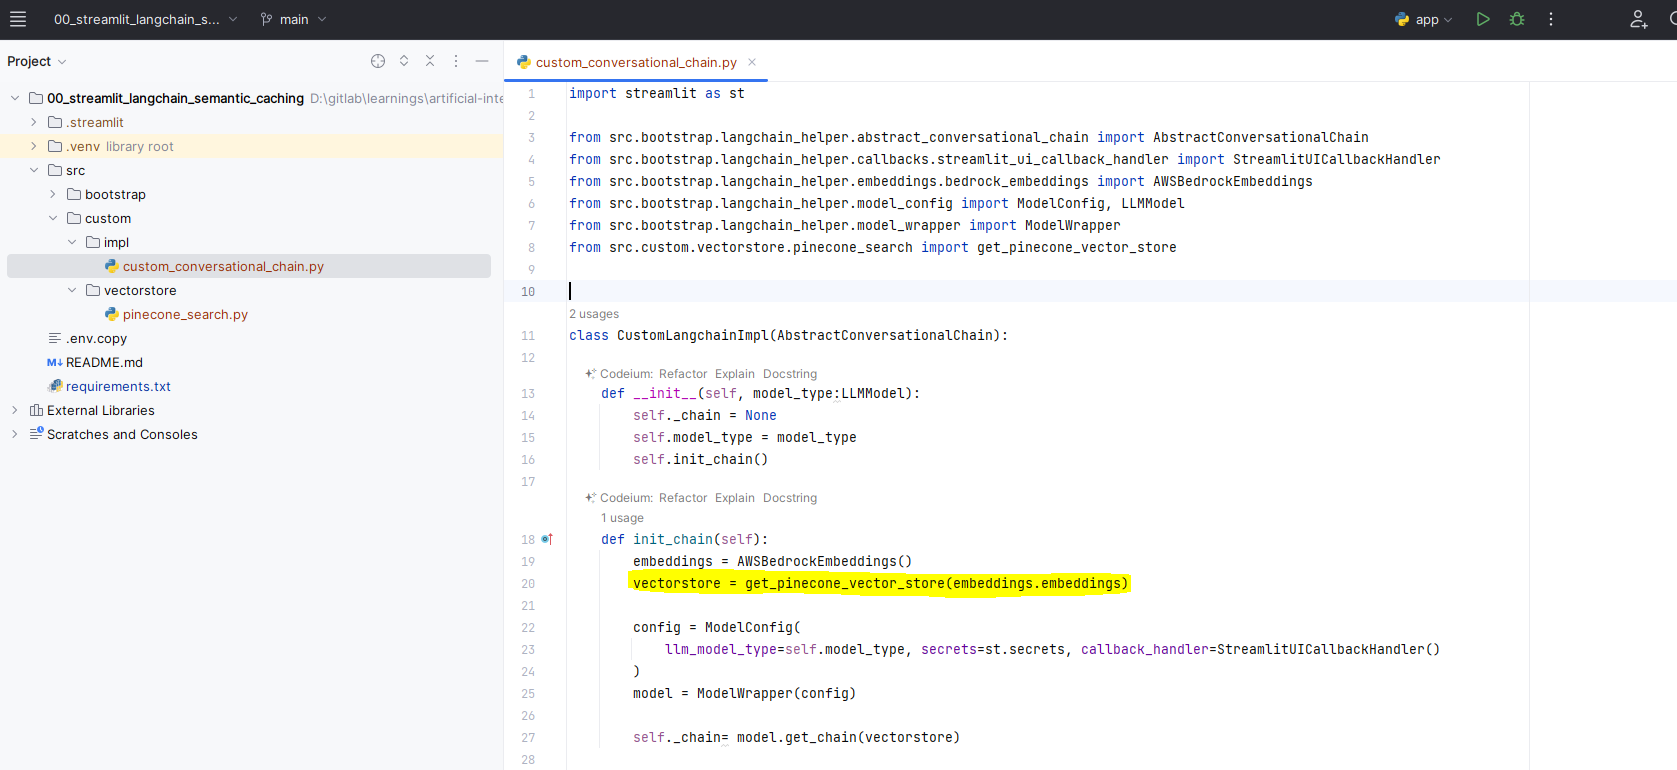 00_streamlit_langchain_s...
main
app
Project
00_streamlit_langchain_semantic_caching D:\gitlab\learnings\artificial-inte
.streamlit
.venv library root
src
bootstrap
custom
impl
custom_conversational_chain.py
vectorstore
pinecone_search.py
.env.copy
M↓ README.md
requirements.txt
External Libraries
Scratches and Consoles
custom_conversational_chain.py
1 import streamlit as st
2
3 from src.bootstrap.langchain_helper.abstract_conversational_chain import AbstractConversationalChain
4 from src.bootstrap.langchain_helper.callbacks.streamlit_ui_callback_handler import StreamlitUICallbackHandler
5 from src.bootstrap.langchain_helper.embeddings.bedrock_embeddings import AWSBedrockEmbeddings
6 from src.bootstrap.langchain_helper.model_config import ModelConfig, LLMModel
7 from src.bootstrap.langchain_helper.model_wrapper import ModelWrapper
8 from src.custom.vectorstore.pinecone_search import get_pinecone_vector_store
9
10
2 usages
11 class CustomLangchainImpl(AbstractConversationalChain):
12
Codeium: Refactor Explain Docstring
13 def __init__(self, model_type:LLMModel):
14 self._chain = None
15 self.model_type = model_type
16 self.init_chain()
17
Codeium: Refactor Explain Docstring
1 usage
18 def init_chain(self):
19 embeddings = AWSBedrockEmbeddings()
20 vectorstore = get_pinecone_vector_store(embeddings.embeddings)
21
22 config = ModelConfig(
23 llm_model_type=self.model_type, secrets=st.secrets, callback_handler=StreamlitUICallbackHandler()
24 )
25 model = ModelWrapper(config)
26
27 self._chain= model.get_chain(vectorstore)
28